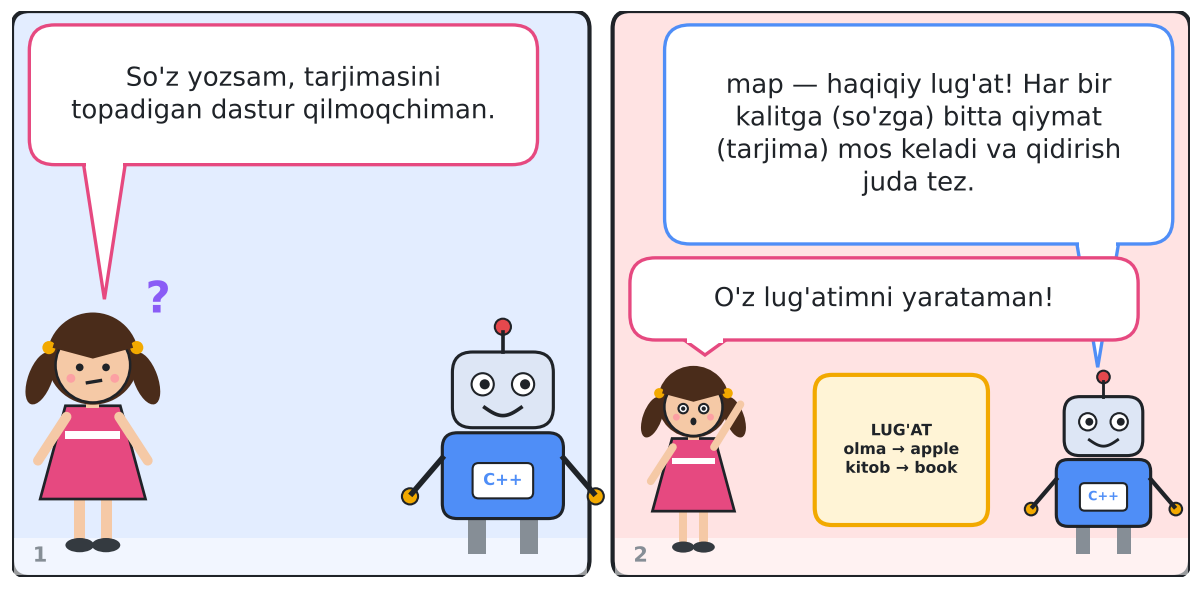 So'z yozsam, tarjimasini
topadigan dastur qilmoqchiman.
?
C++
1
map — haqiqiy lug'at! Har bir
kalitga (so'zga) bitta qiymat
(tarjima) mos keladi va qidirish
juda tez.
O'z lug'atimni yarataman!
LUG'AT
olma → apple
kitob → book
C++
2